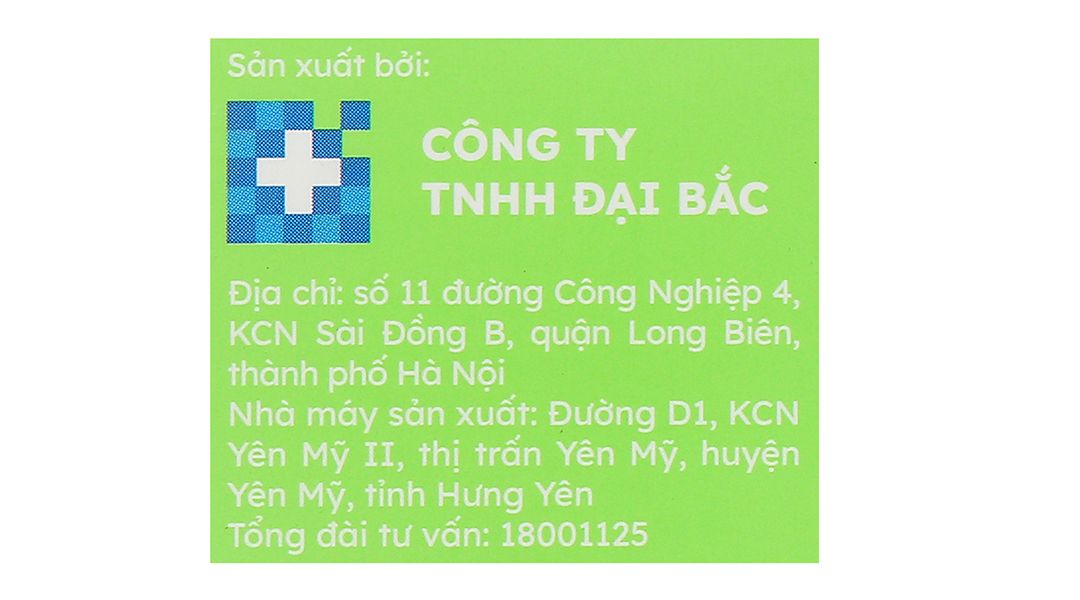 Sản xuất bởi:
CÔNG TY
TNHH ĐẠI BẮC
Địa chỉ: số 11 đường Công Nghiệp 4,
KCN Sài Đồng B, quận Long Biên,
thành phố Hà Nội
Nhà máy sản xuất: Đường D1, KCN
Yên Mỹ II, thị trấn Yên Mỹ, huyện
Yên Mỹ, tỉnh Hưng Yên
Tổng đài tư vấn: 18001125